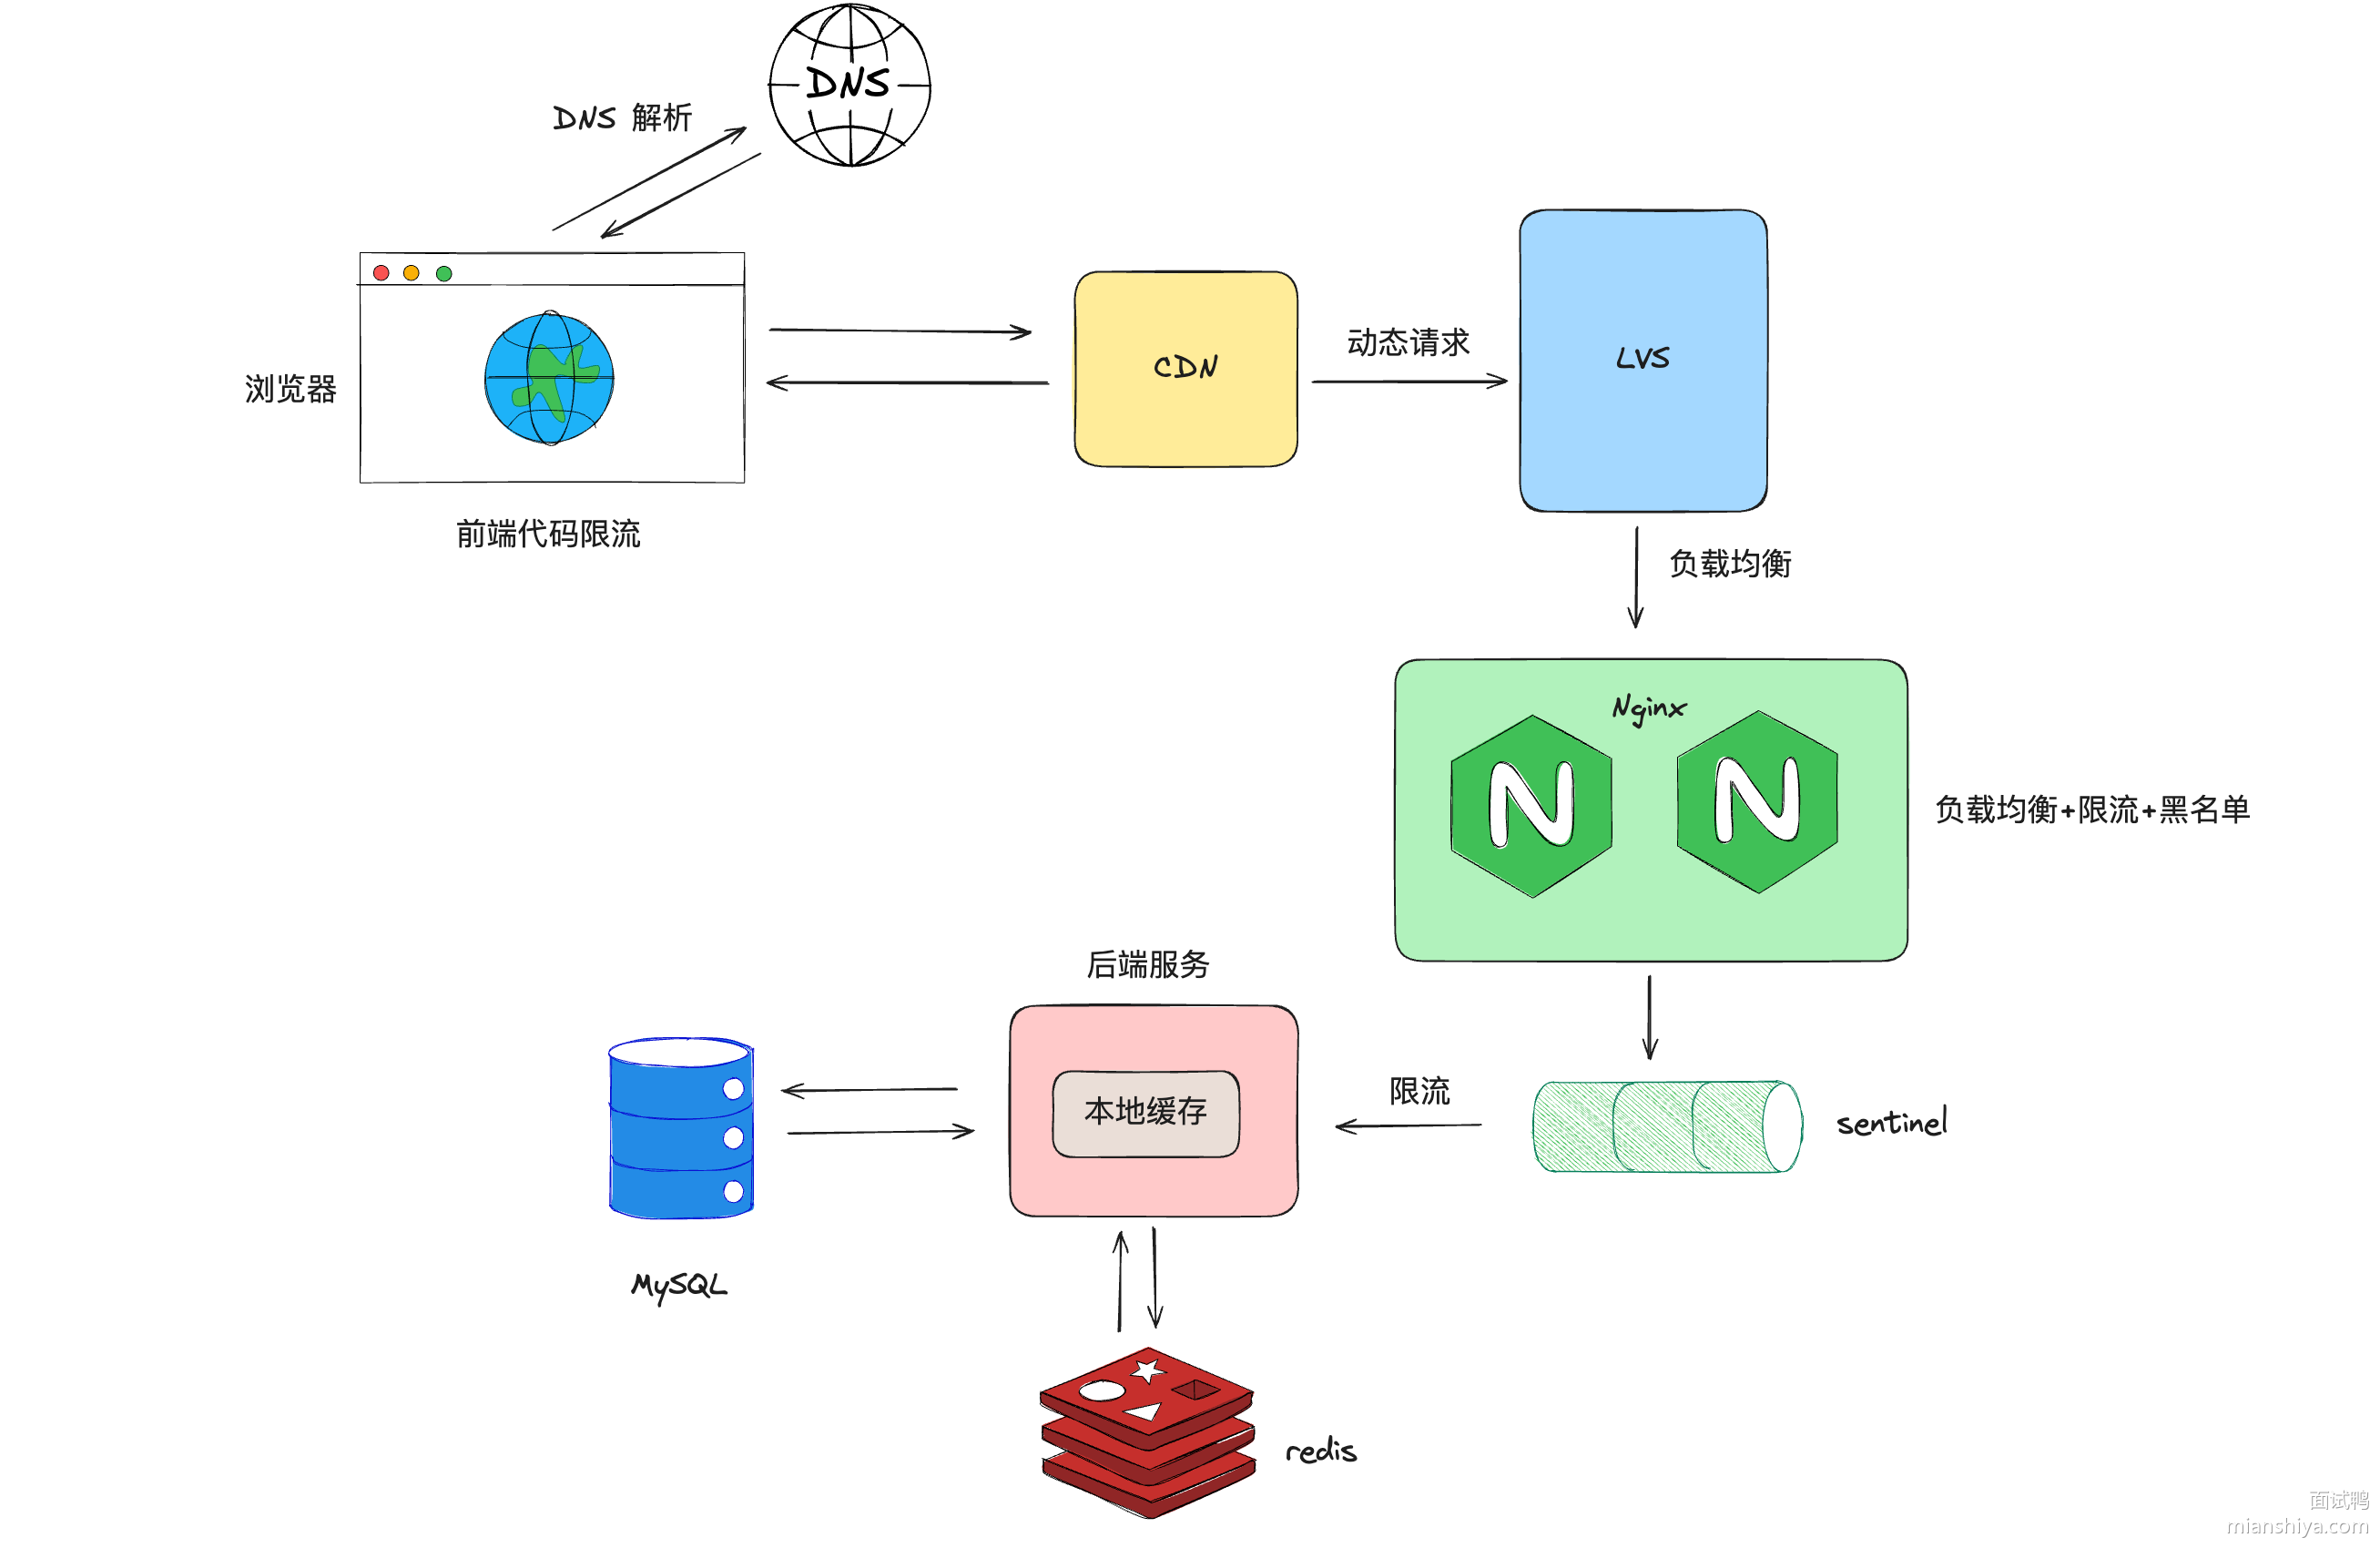 DNS
DNS 解析
浏览器
前端代码限流
CDN
动态请求
LVS
负载均衡
Nginx
负载均衡+限流+黑名单
后端服务
本地缓存
限流
sentinel
MySQL
redis
面试鸭
mianshiya.com